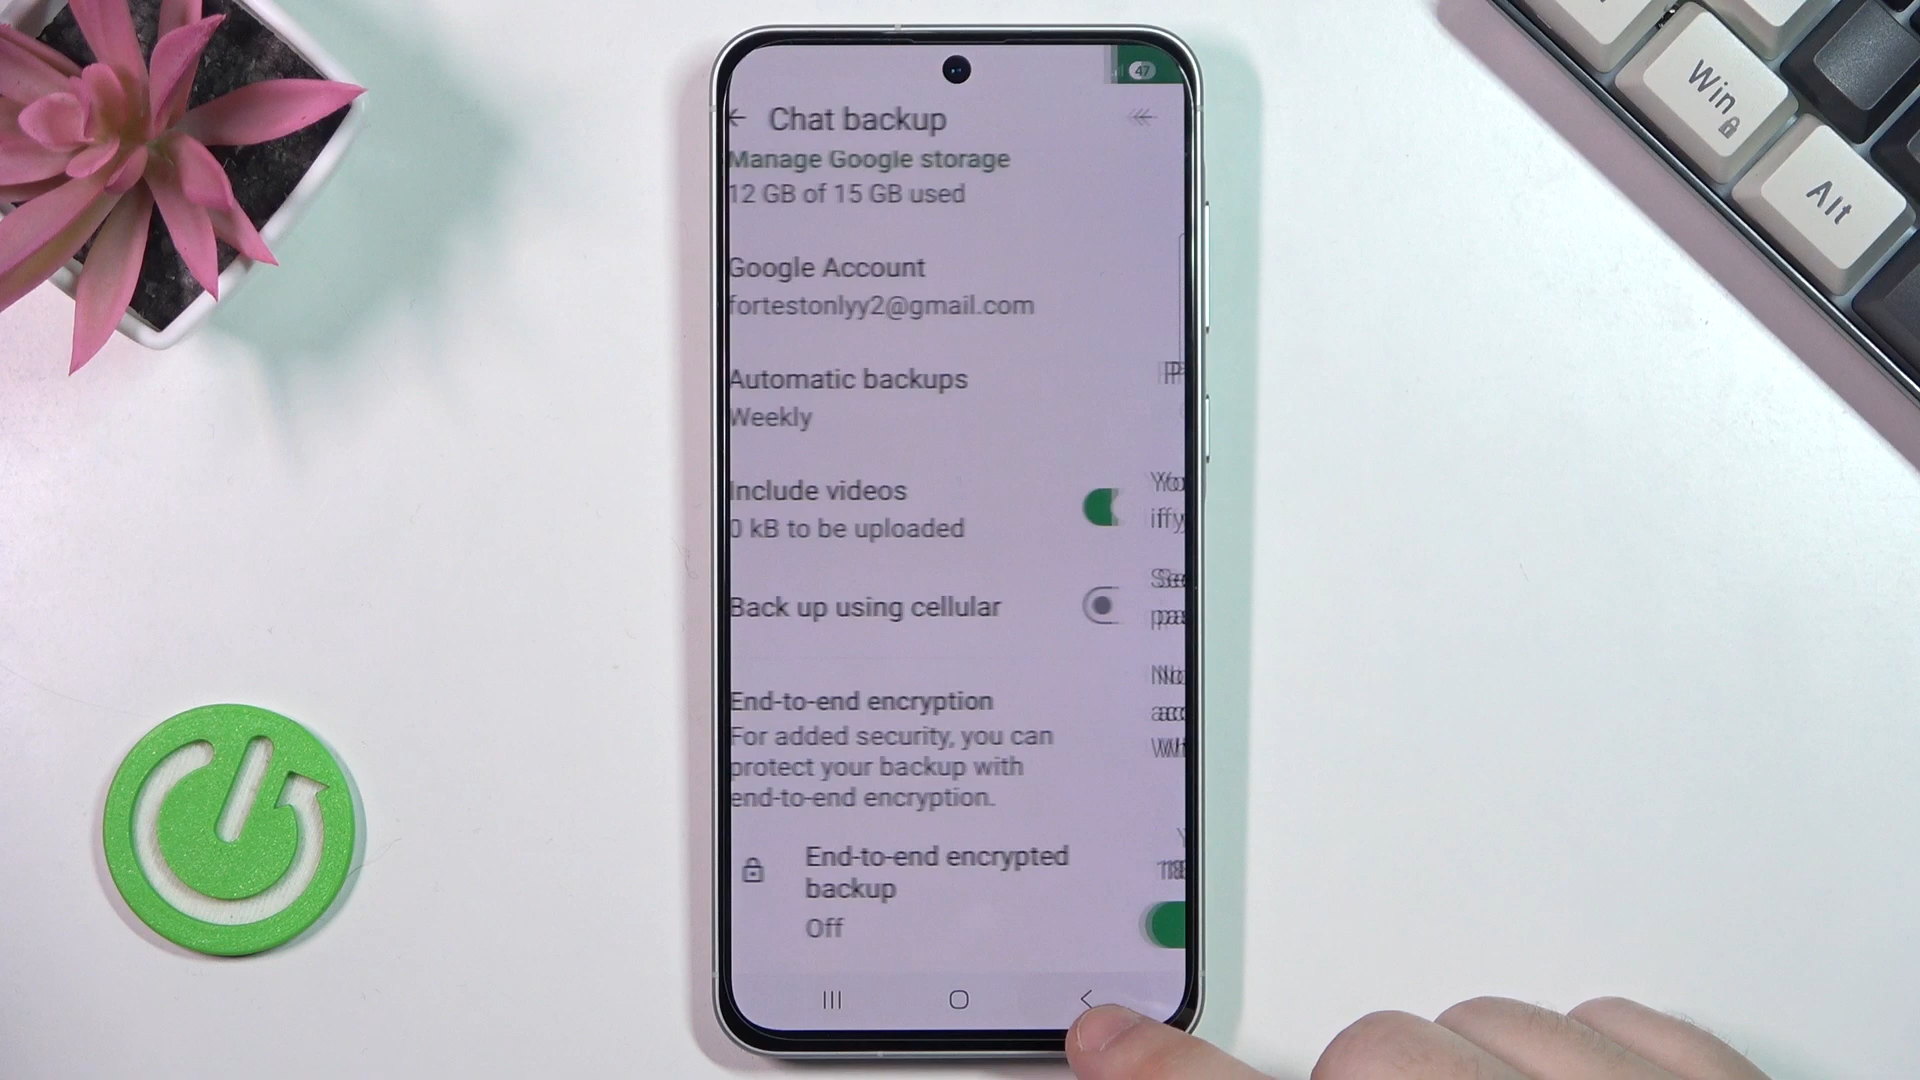 47
Chat backup
Manage Google storage
12 GB of 15 GB used
Google Account
fortestonlyy2@gmail.com
Automatic backups
Weekly
Include videos
0 kB to be uploaded
Back up using cellular
End-to-end encryption
For added security, you can
protect your backup with
end-to-end encryption.
End-to-end encrypted
backup
Off
Win
Alt